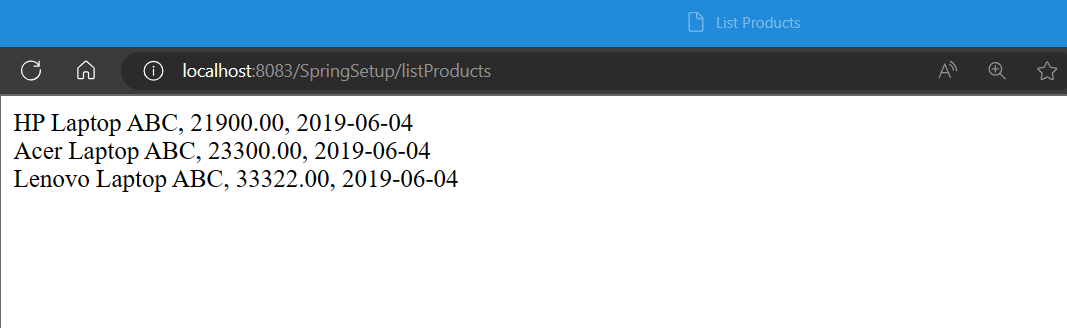 List Products
localhost:8083/SpringSetup/listProducts
HP Laptop ABC, 21900.00, 2019-06-04
Acer Laptop ABC, 23300.00, 2019-06-04
Lenovo Laptop ABC, 33322.00, 2019-06-04